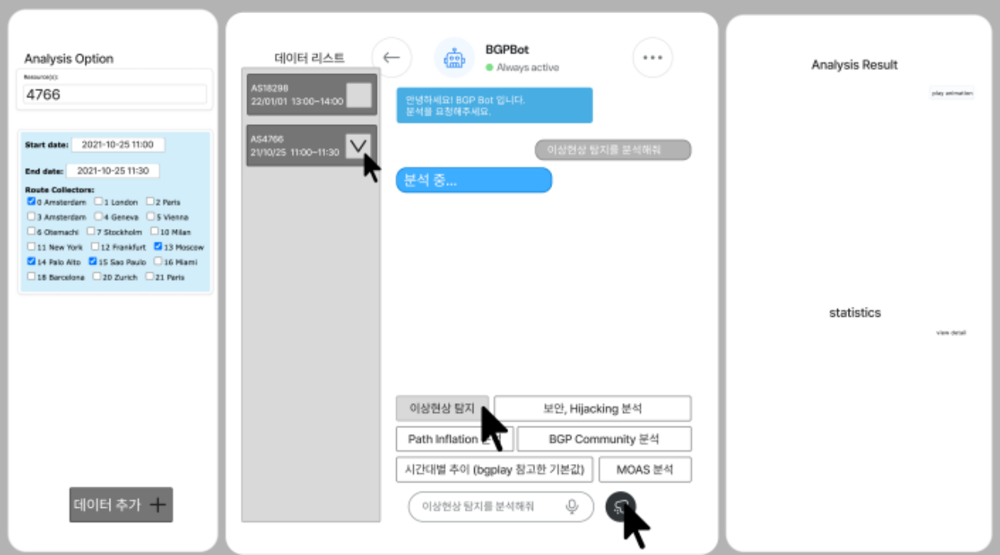 Analysis Option
Resource(s):
4766
Start date: 2021-10-25 11:00
End date: 2021-10-25 11:30
Route Collectors:
0 Amsterdam 1 London 2 Paris
3 Amsterdam 4 Geneva 5 Vienna
6 Otemachi 7 Stockholm 10 Milan
11 New York 12 Frankfurt 13 Moscow
14 Palo Alto 15 Sao Paulo 16 Miami
18 Barcelona 20 Zurich 21 Paris
데이터 추가
데이터 리스트
AS18298
22/01/01 13:00~14:00
AS4766
21/10/25 11:00~11:30
BGPBot
Always active
안녕하세요! BGP Bot 입니다.
분석을 요청해주세요.
이상현상 탐지를 분석해줘
분석 중...
이상현상 탐지 보안, Hijacking 분석
Path Inflation BGP Community 분석
시간대별 추이 (bgplay 참고한 기본값) MOAS 분석
이상현상 탐지를 분석해줘
Analysis Result
play animation
statistics
view detail